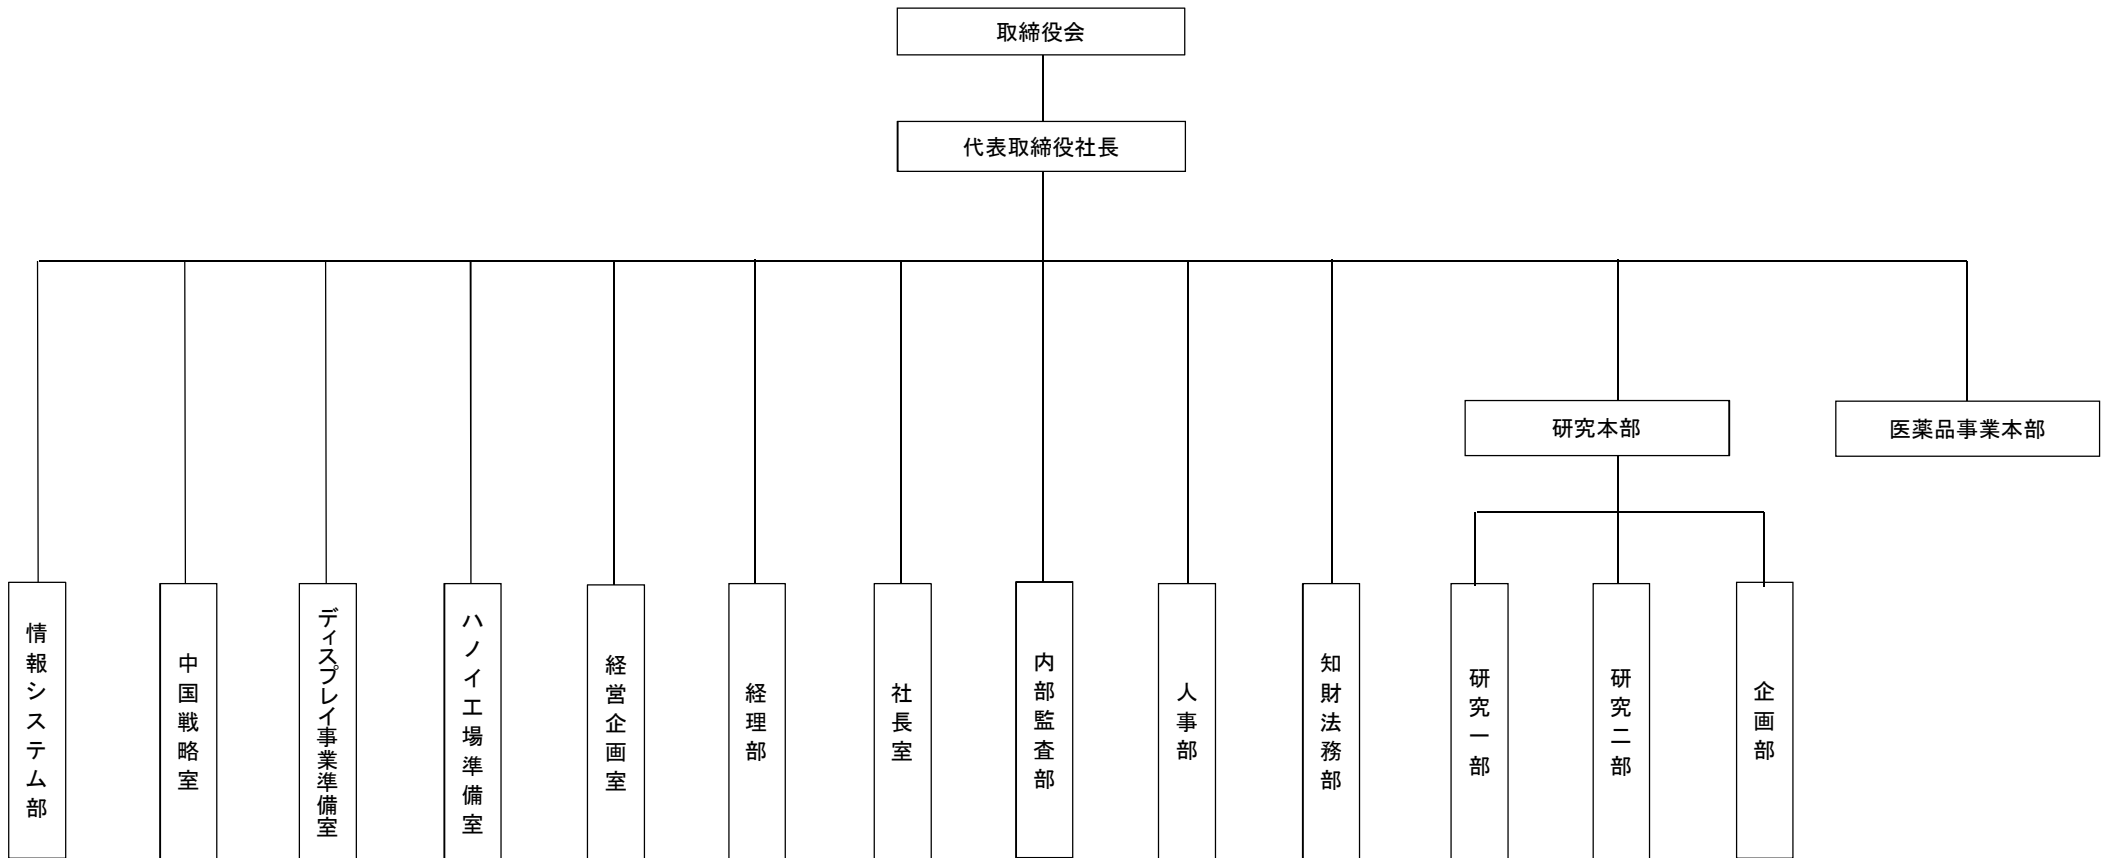 取締役会
代表取締役社長
研究本部
医薬品事業本部
情報システム部
中国戦略室
ディスプレイ事業準備室
ハノイ工場準備室
経営企画室
経理部
社長室
内部監査部
人事部
知財法務部
研究一部
研究二部
企画部